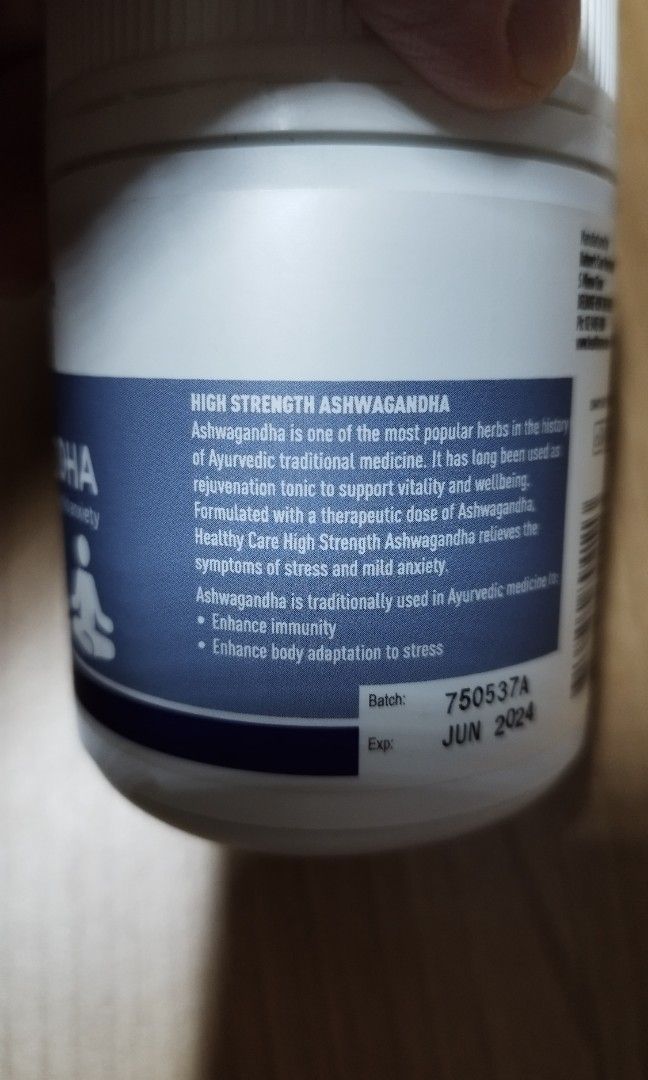 HIGH STRENGTH ASHWAGANDHA
Ashwagandha is one of the most popular herbs in the history
of Ayurvedic traditional medicine. It has long been used as
rejuvenation tonic to support vitality and wellbeing.
Formulated with a therapeutic dose of Ashwagandha,
Healthy Care High Strength Ashwagandha relieves the
symptoms of stress and mild anxiety.
Ashwagandha is traditionally used in Ayurvedic medicine to:
• Enhance immunity
• Enhance body adaptation to stress
DHA
anxiety
Batch: 750537A
Exp: JUN 2024